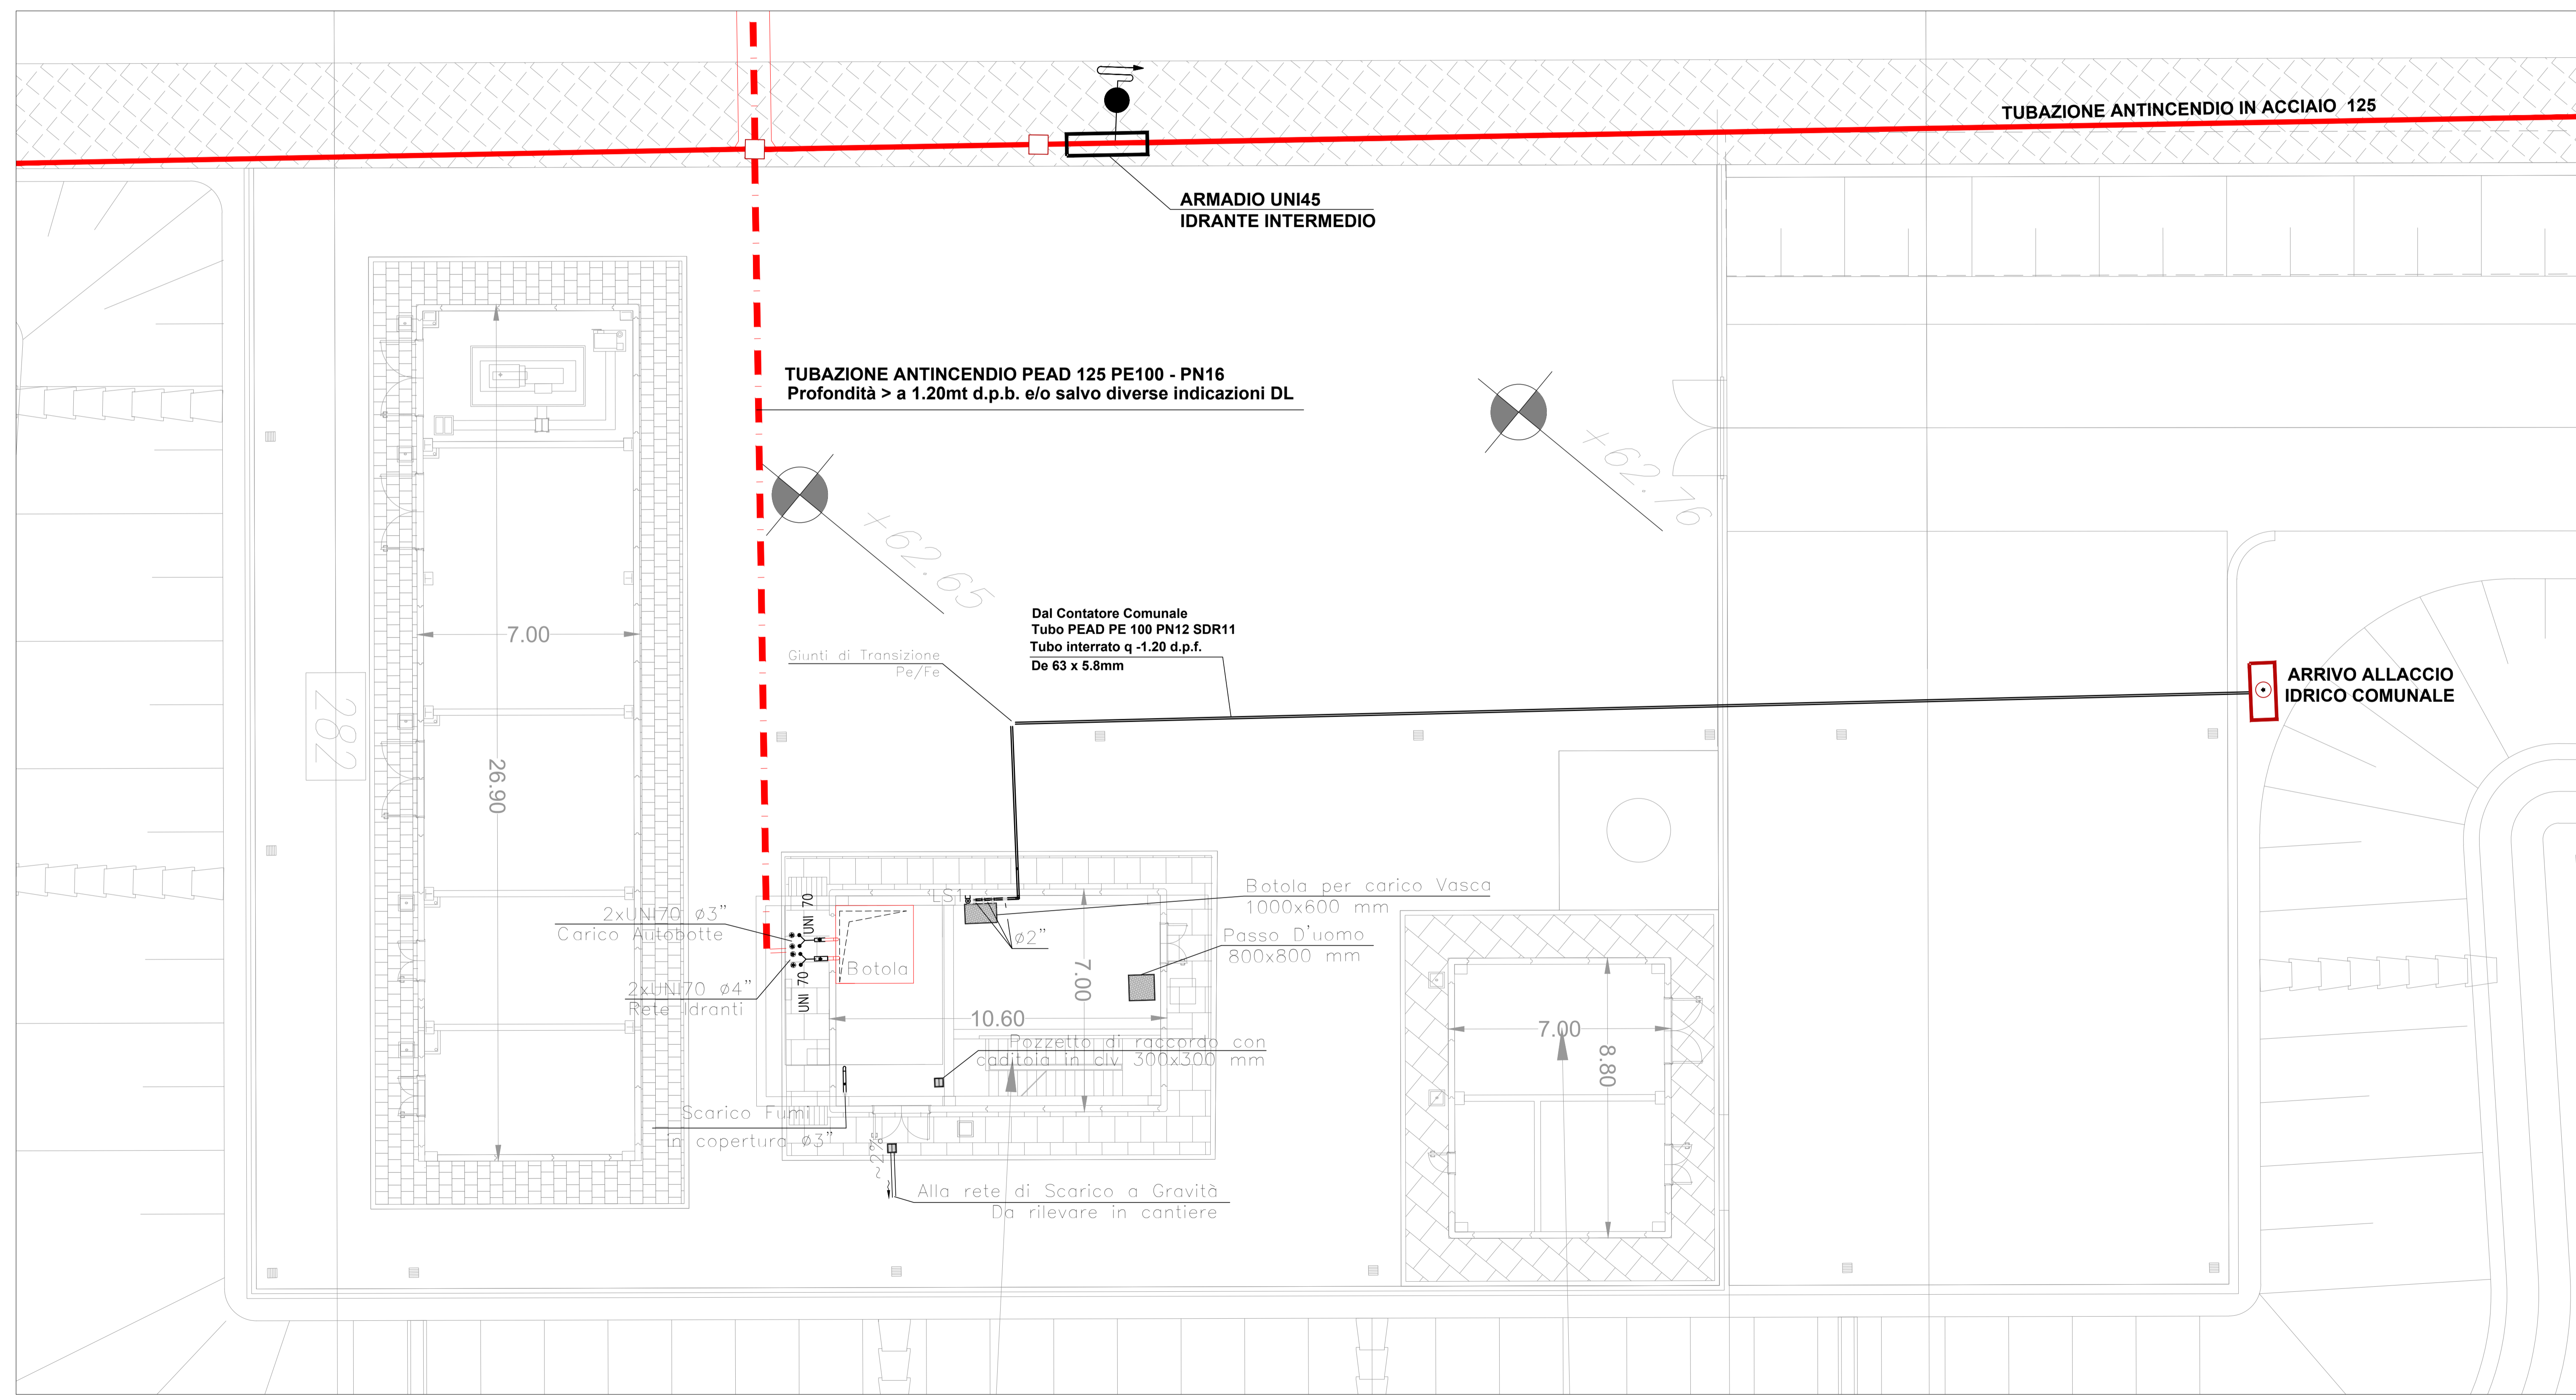 TUBAZIONE ANTINCENDIO IN ACCIAIO 125
ARMADIO UNI45
IDRANTE INTERMEDIO
TUBAZIONE ANTINCENDIO PEAD 125 PE100 - PN16
Profondità > a 1.20mt d.p.b. e/o salvo diverse indicazioni DL
+62.76
+62.65
Dal Contatore Comunale
Tubo PEAD PE 100 PN12 SDR11
Tubo interrato q -1.20 d.p.f.
De 63 x 5.8mm
Giunti di Transizione
Pe/Fe
7.00
26.90
282
ARRIVO ALLACCIO
IDRICO COMUNALE
LS1
Botola per carico Vasca
1000x600 mm
2xUNI70 ø3"
Carico Autobotte
UNI 70
ø2"
Passo D'uomo
800x800 mm
Botola
7.00
2xUNI70 ø4"
Rete Idranti
UNI 70
10.60
Pozzetto di raccordo con
caditoia in clv 300x300 mm
7.00
8.80
Scarico Fumi
in copertura ø3"
~2%
Alla rete di Scarico a Gravità
Da rilevare in cantiere